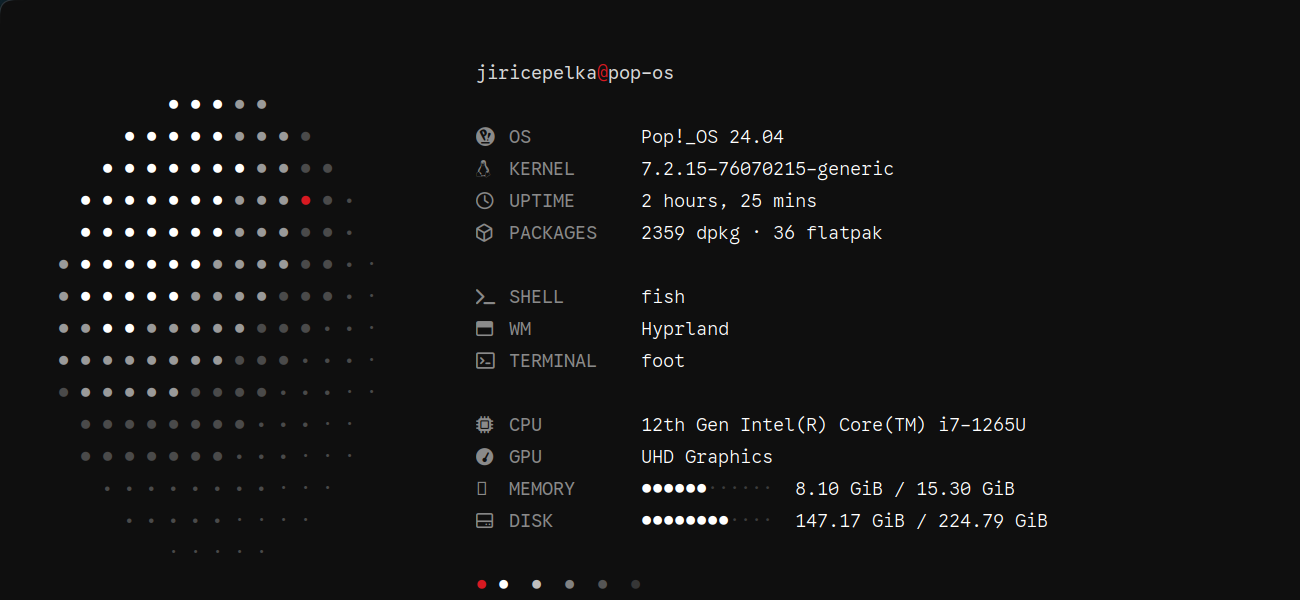 jiricepelka@pop-os
OS Pop!_OS 24.04
KERNEL 7.2.15-76070215-generic
UPTIME 2 hours, 25 mins
PACKAGES 2359 dpkg · 36 flatpak
SHELL fish
WM Hyprland
TERMINAL foot
CPU 12th Gen Intel(R) Core(TM) i7-1265U
GPU UHD Graphics
MEMORY 8.10 GiB / 15.30 GiB
DISK 147.17 GiB / 224.79 GiB